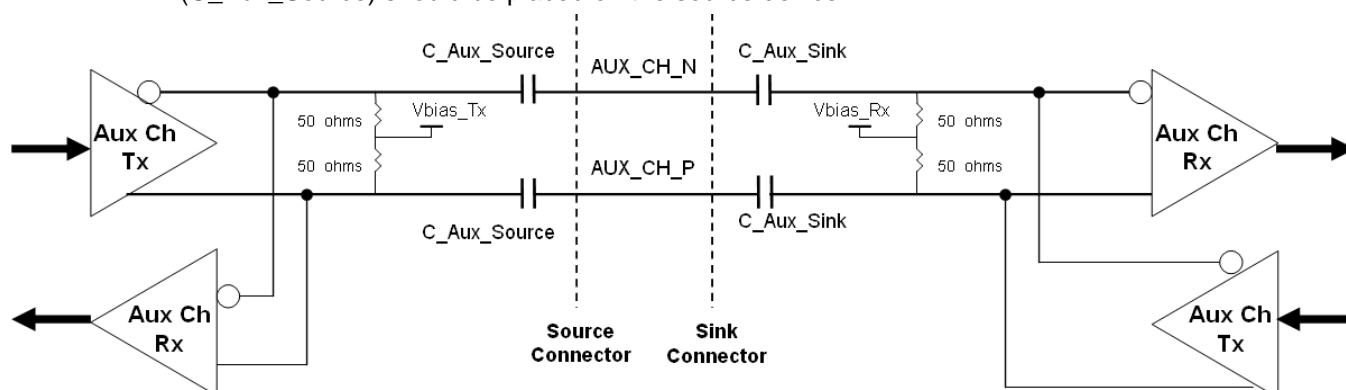 C_Aux_Source
AUX_CH_N
C_Aux_Sink
Aux Ch
Tx
50 ohms
Vbias_Tx
50 ohms
Vbias_Rx
50 ohms
50 ohms
Aux Ch
Rx
AUX_CH_P
C_Aux_Source
C_Aux_Sink
Aux Ch
Rx
Source
Connector
Sink
Connector
Aux Ch
Tx